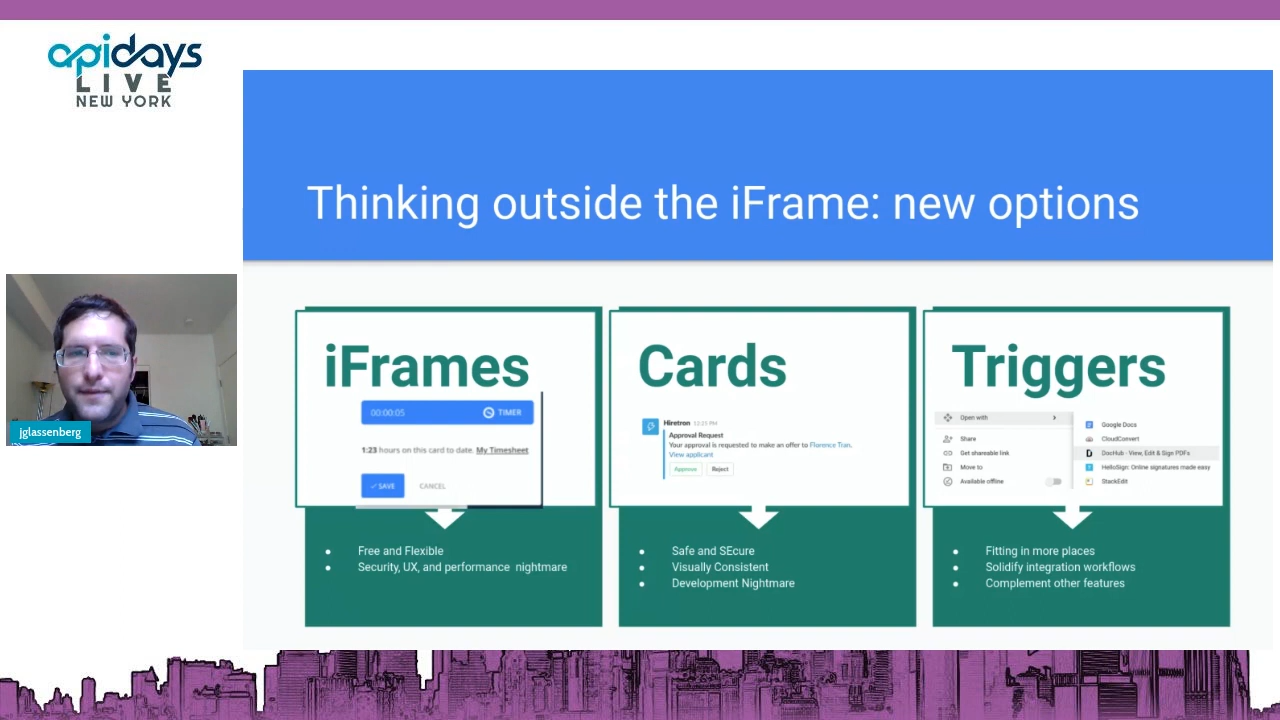 apidays
LIVE
NEW YORK
Thinking outside the iFrame: new options
jglassenberg
iFrames
00:00:05 TIMER
1:23 hours on this card to date. My Timesheet
SAVE CANCEL
Free and Flexible
Security, UX, and performance nightmare
Cards
Hiretron 12:21 PM
Approval Request
Your approval is requested to make an offer to Florence Tran.
View applicant
Approve Reject
Safe and SEcure
Visually Consistent
Development Nightmare
Triggers
Open with
Share
Get shareable link
Move to
Available offline
Google Docs
CloudConvert
DocHub - View, Edit & Sign PDFs
HelloSign: Online signatures made easy
StackEdit
Fitting in more places
Solidify integration workflows
Complement other features